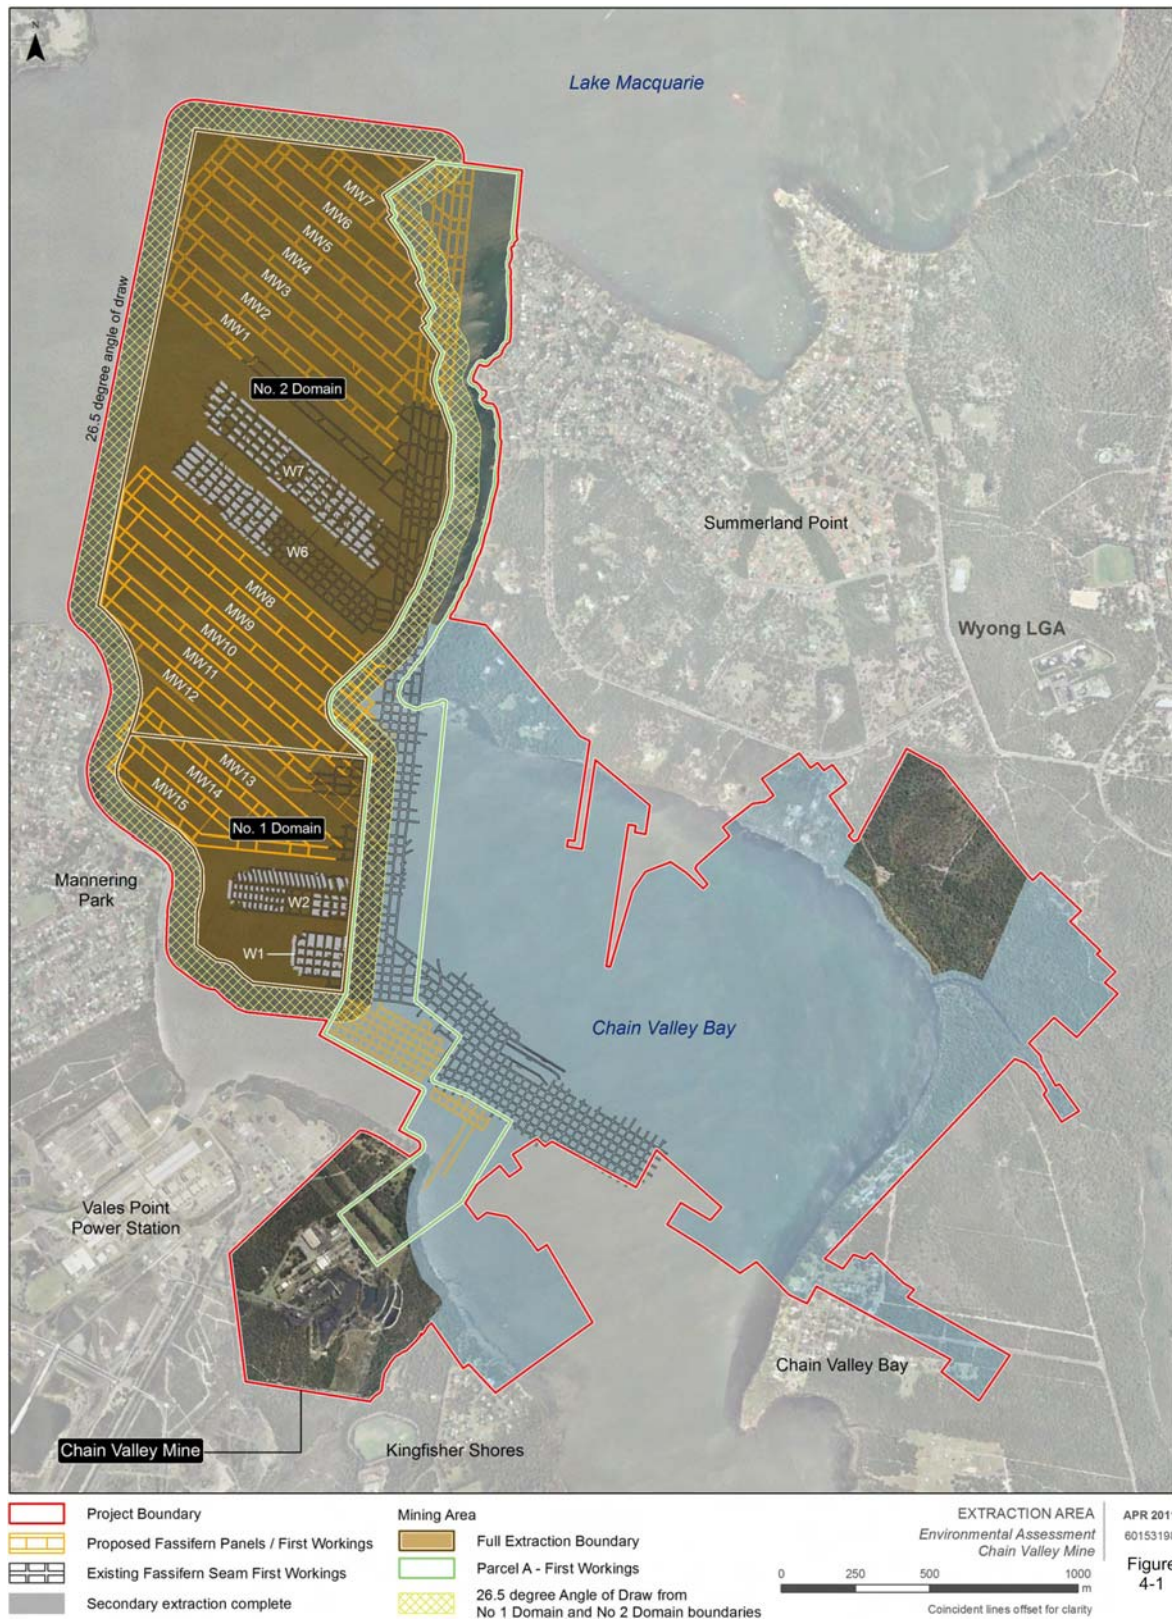 N
Lake Macquarie
MW7
MW6
MW5
MW4
MW3
MW2
MW1
26.5 degree angle of draw
No. 2 Domain
W7
W6
Summerland Point
Wyong LGA
MW8
MW9
MW10
MW11
MW12
MW13
MW14
MW15
No. 1 Domain
Mannering
Park
W2
W1
Chain Valley Bay
Vales Point
Power Station
Chain Valley Bay
Chain Valley Mine
Kingfisher Shores
Project Boundary
Proposed Fassifern Panels / First Workings
Existing Fassifern Seam First Workings
Secondary extraction complete
Mining Area
Full Extraction Boundary
Parcel A - First Workings
26.5 degree Angle of Draw from
No 1 Domain and No 2 Domain boundaries
EXTRACTION AREA
Environmental Assessment
Chain Valley Mine
0 250 500 1000
m
Coincident lines offset for clarity
APR 201
6015319
Figure
4-1